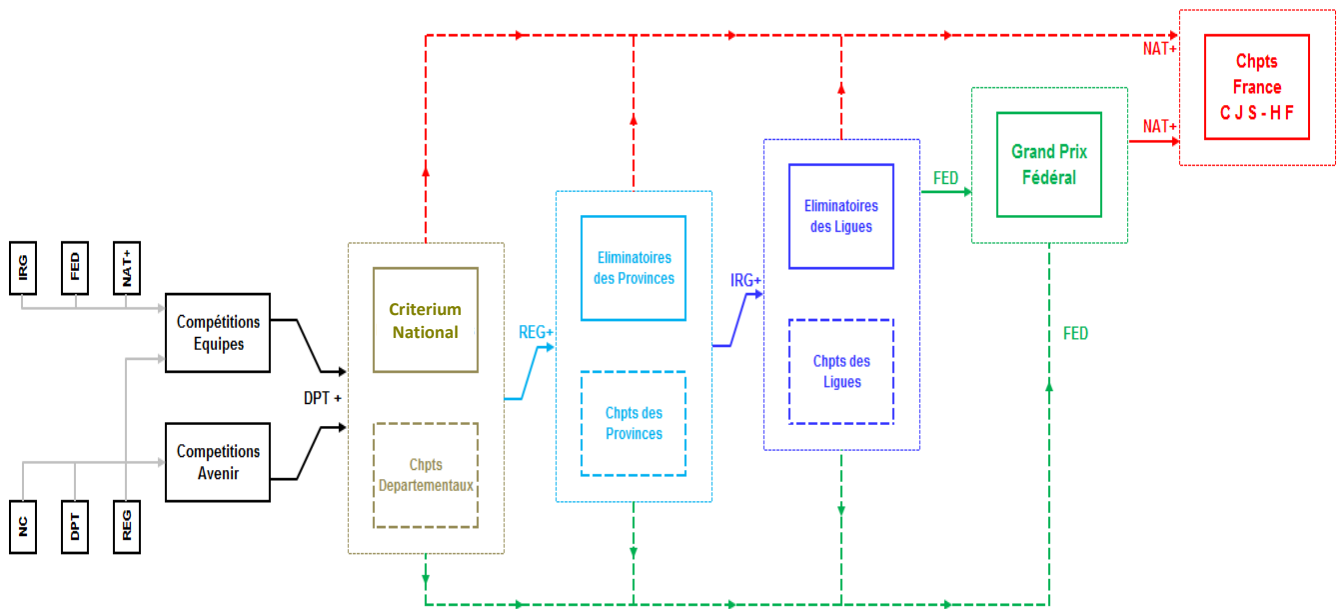 IRG
FED
NAT+
Compétitions
Equipes
Competitions
Avenir
NC
DPT
REG
DPT +
Criterium
National
Chpts
Departementaux
REG+
Eliminatoires
des Provinces
Chpts des
Provinces
IRG+
Eliminatoires
des Ligues
Chpts des
Ligues
FED
Grand Prix
Fédéral
FED
NAT+
NAT+
Chpts
France
C J S - H F